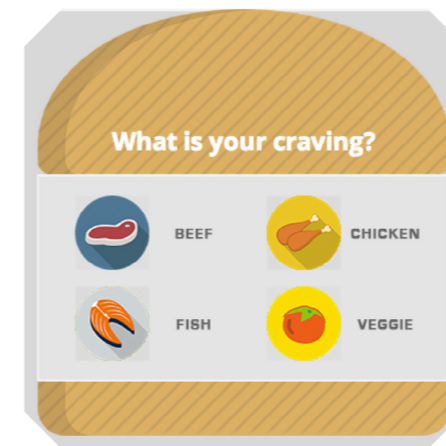 What is your craving?
BEEF
CHICKEN
FISH
VEGGIE